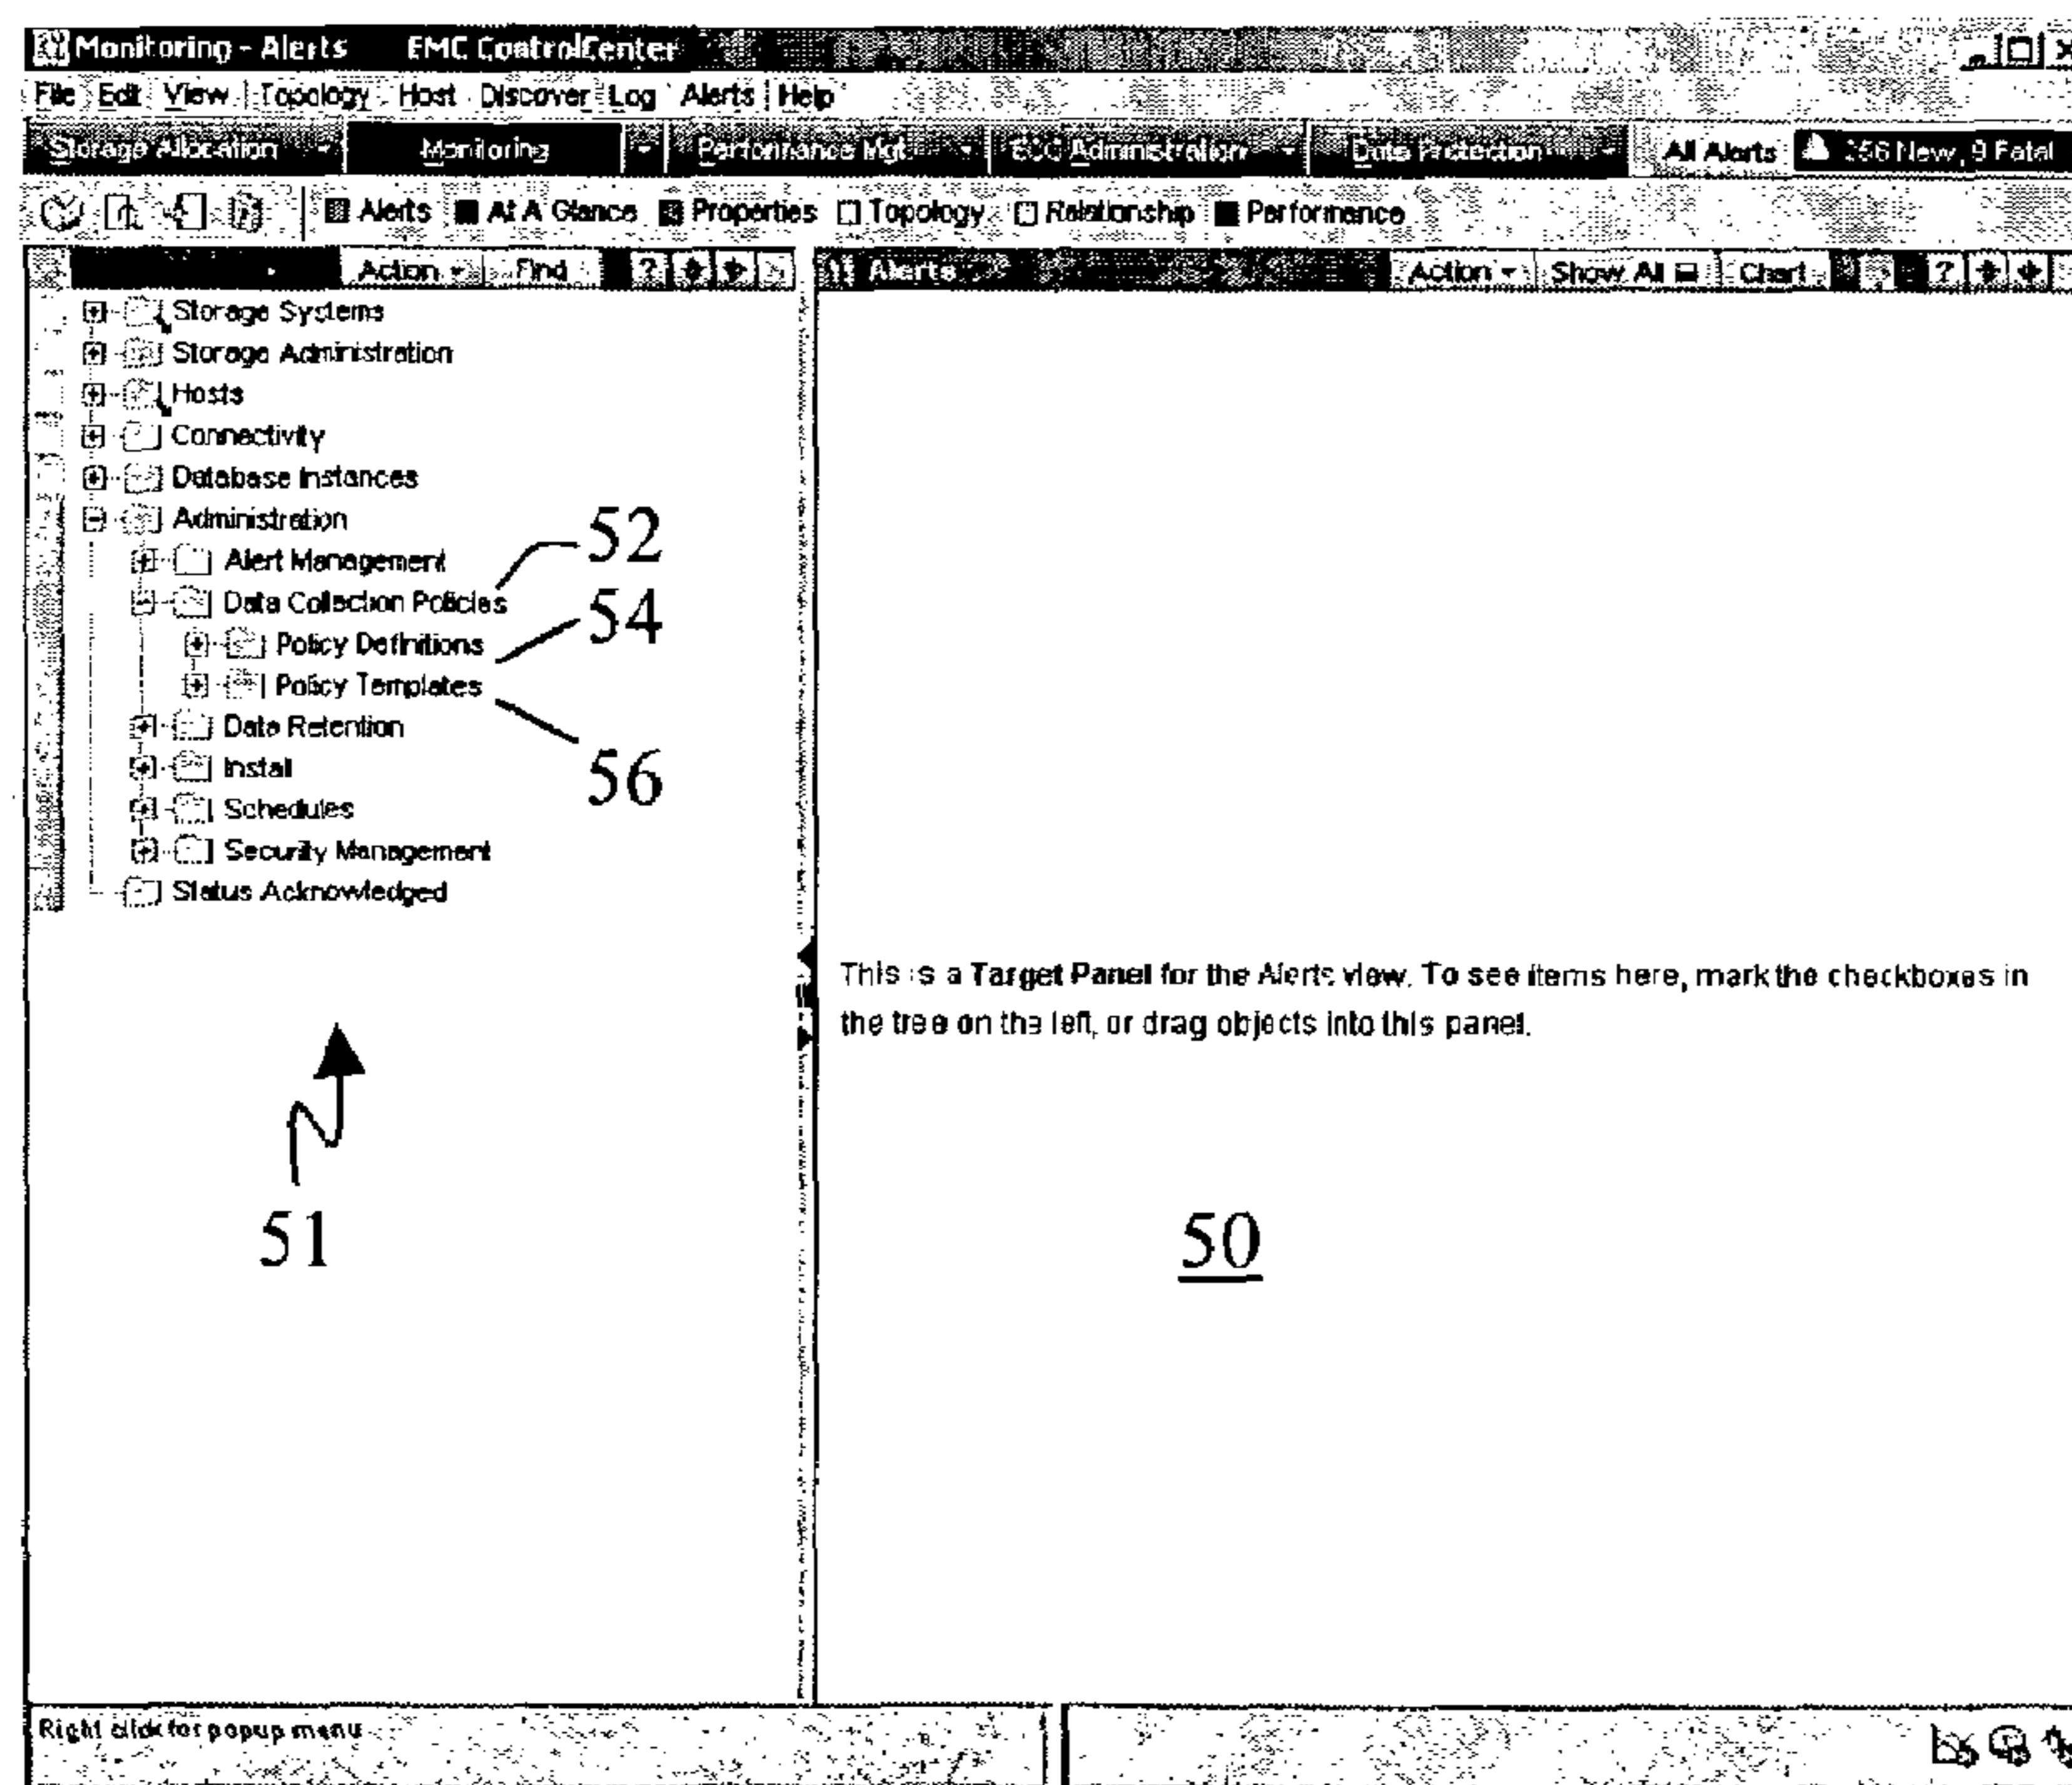 Monitoring - Alerts EMC ControlCenter
File Edit View Topology Host Discover Log Alerts Help
Storage Allocation Monitoring Performance Mgt. ECC Administration Data Protection All Alerts 256 New, 9 Fatal
Alerts At A Glance Properties Topology Relationship Performance
Action Find ? Alerts Action Show All Chart ?
Storage Systems
Storage Administration
Hosts
Connectivity
Database Instances
Administration
52
Alert Management
Data Collection Policies
54
Policy Definitions
Policy Templates
Data Retention
56
Install
Schedules
Security Management
Status Acknowledged
This is a Target Panel for the Alerts view. To see items here, mark the checkboxes in
the tree on the left, or drag objects into this panel.
51
50
Right click for popup menu